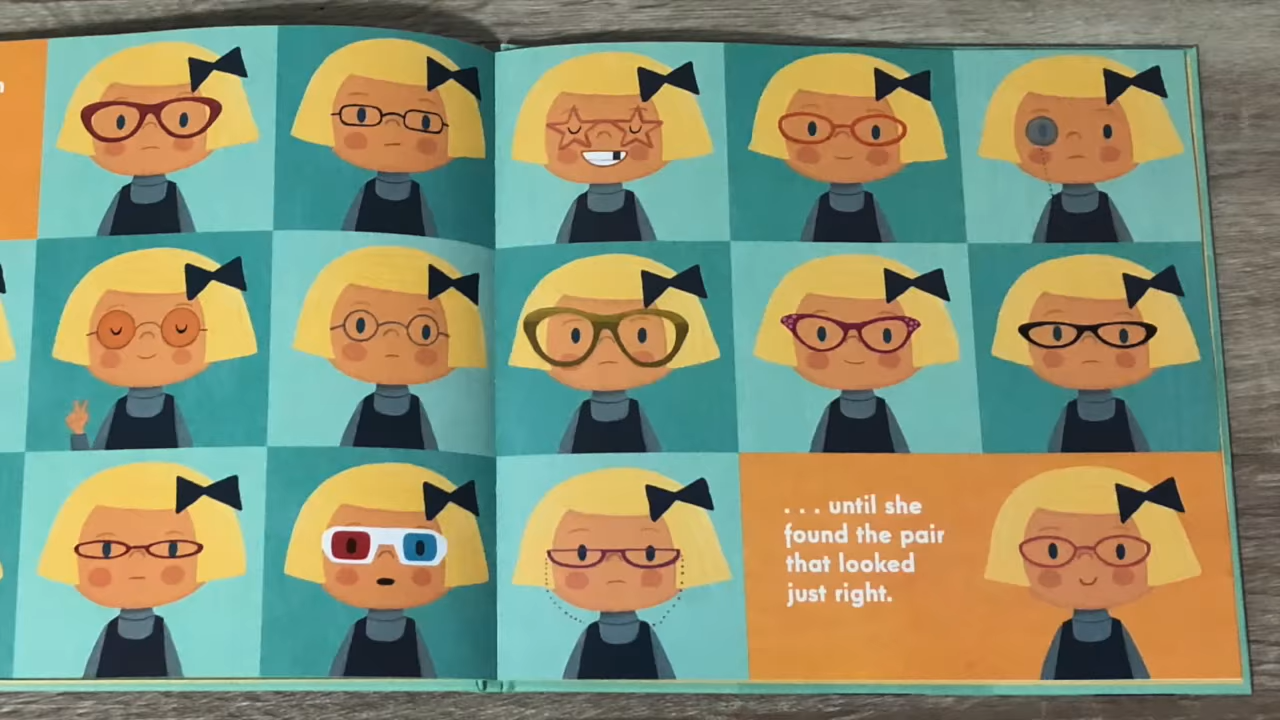 . . . until she
found the pair
that looked
just right.